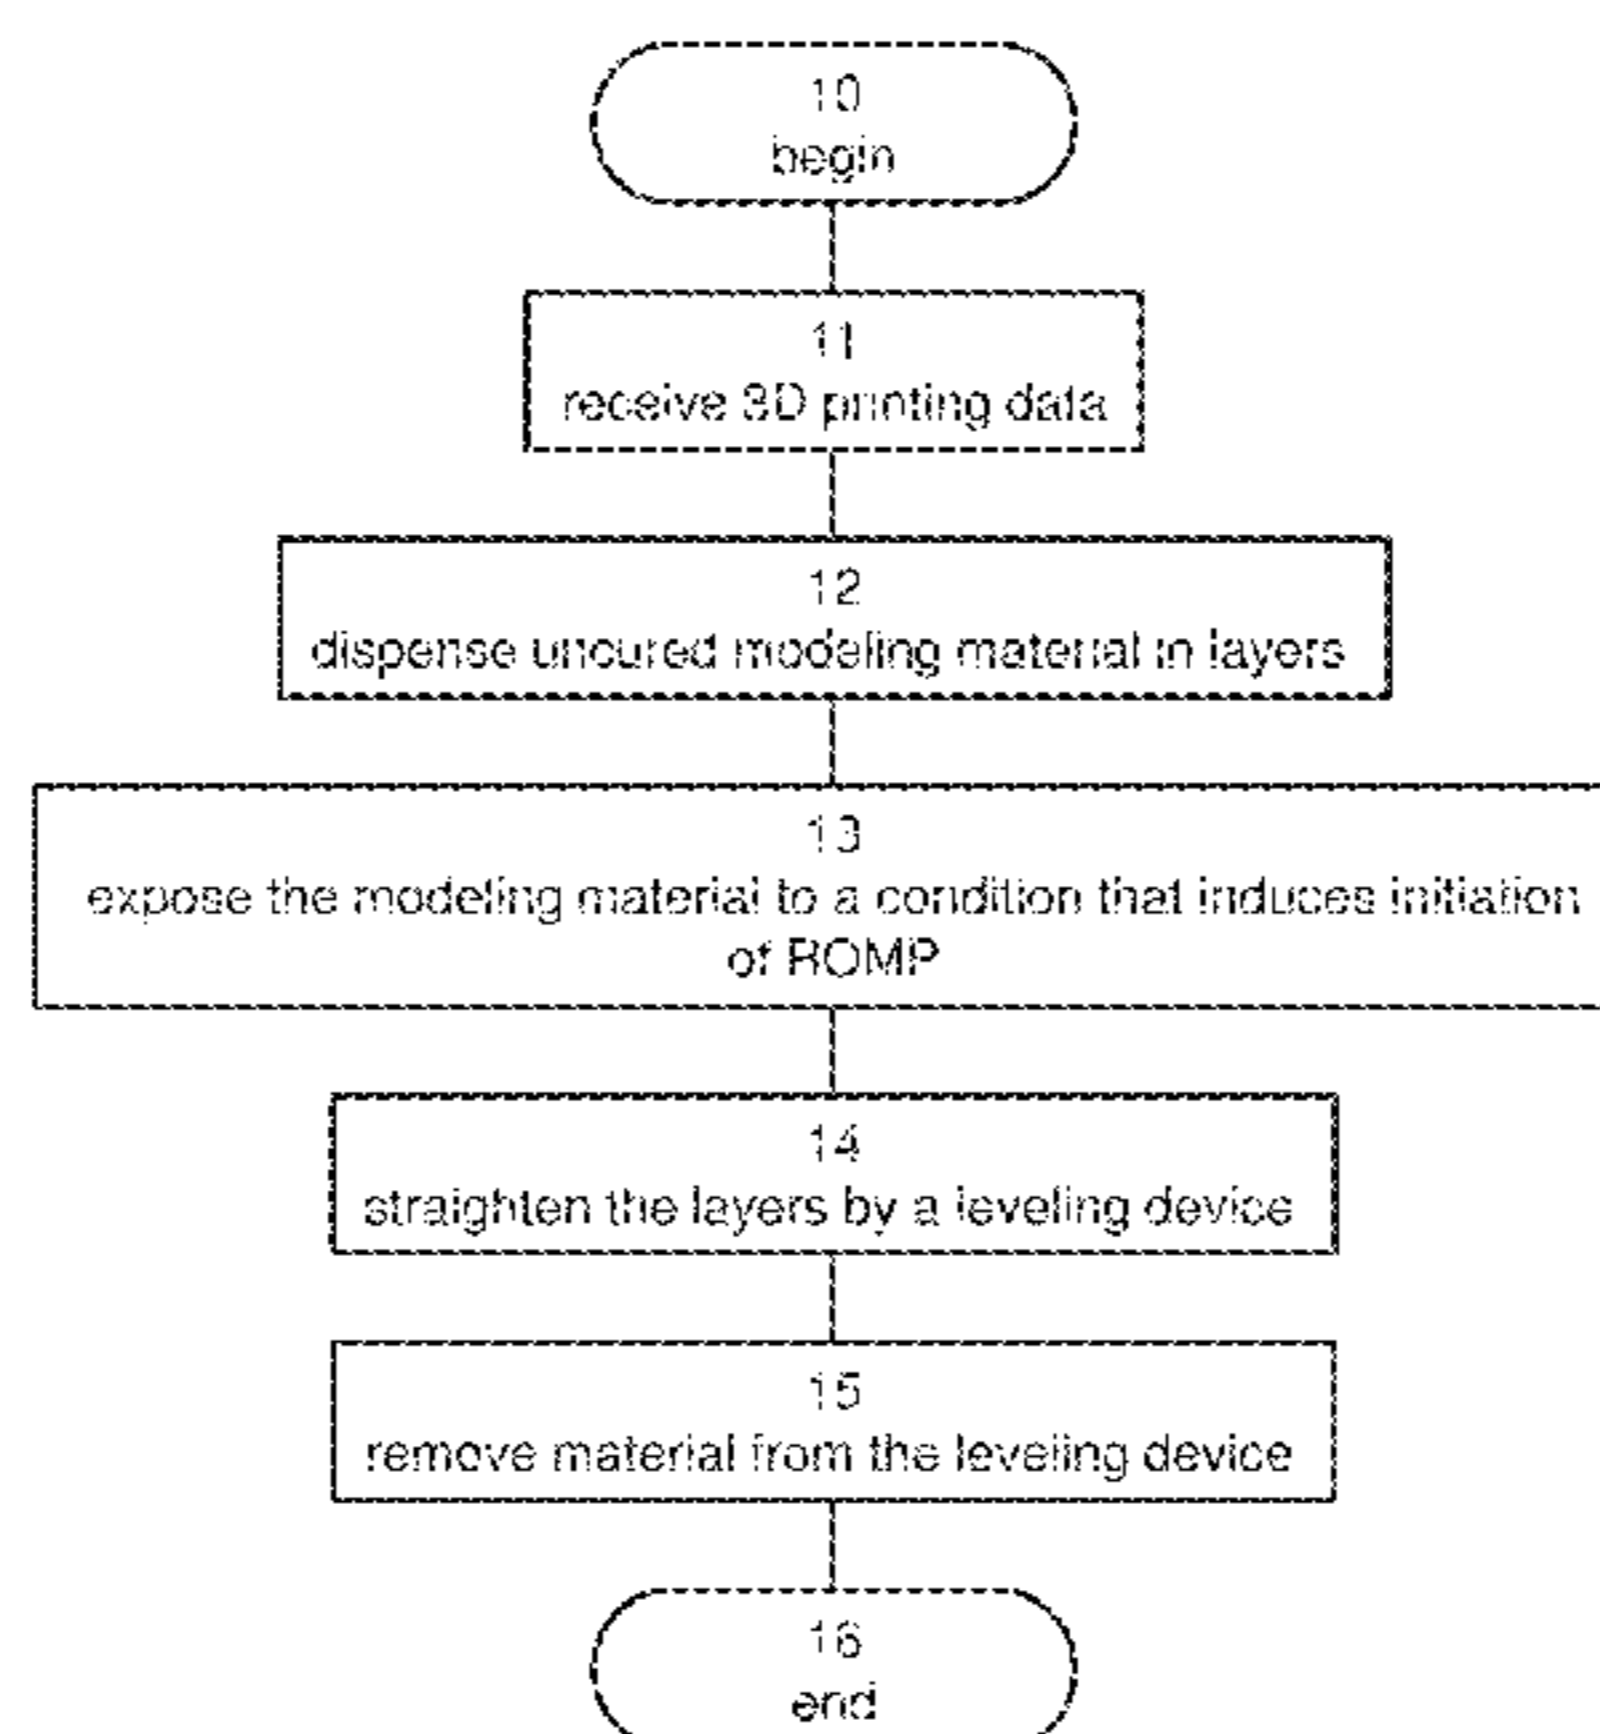 10
begin
11
receive 3D printing data
12
dispense uncured modeling material in layers
13
expose the modeling material to a condition that induces initiation
of ROMP
14
straighten the layers by a leveling device
15
remove material from the leveling device
16
end